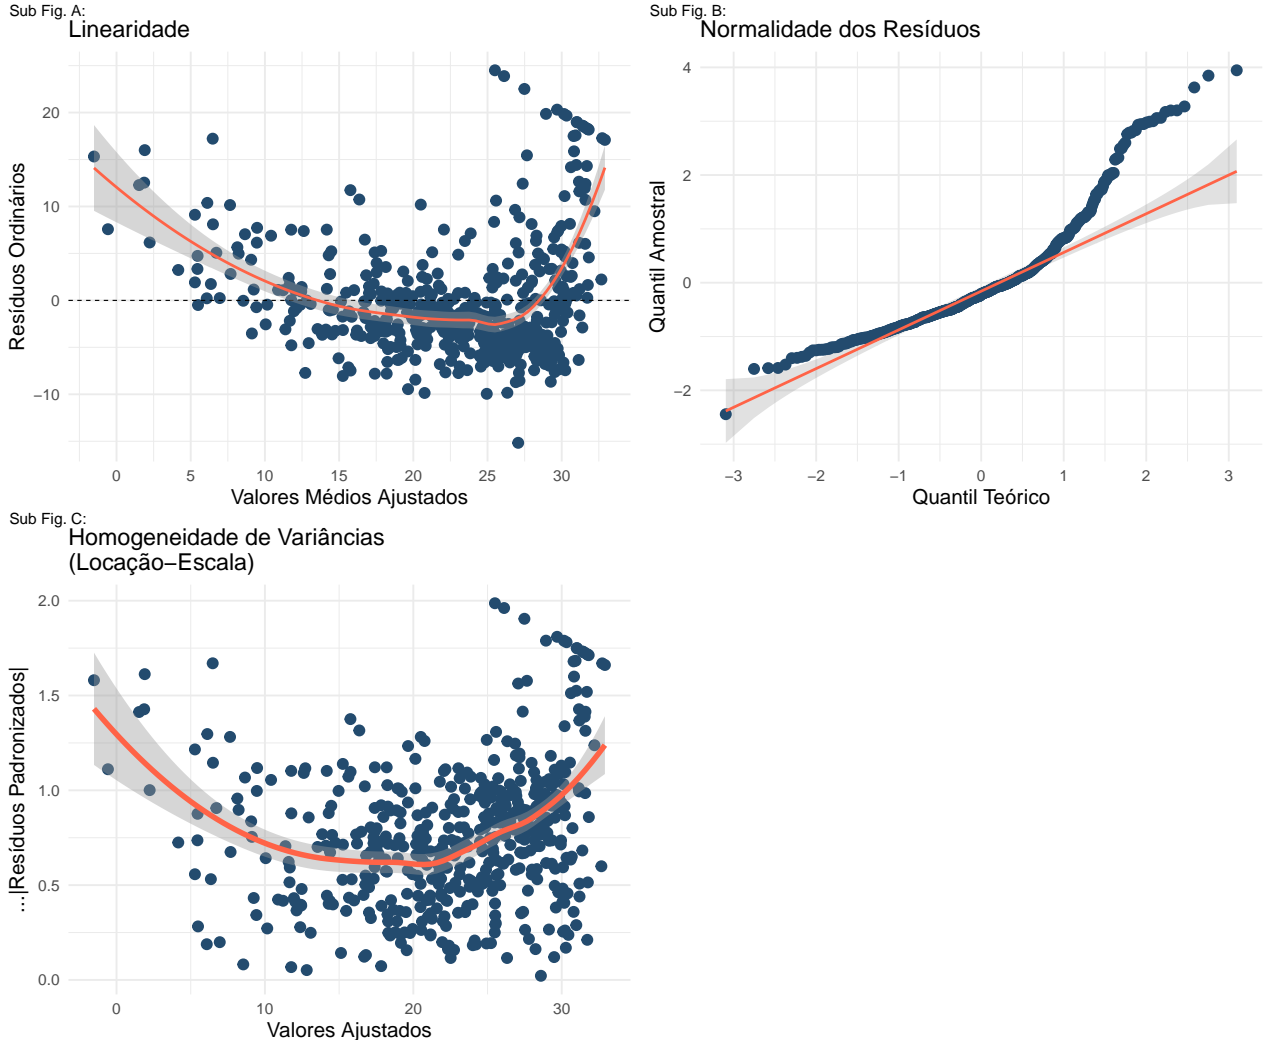 Sub Fig. A:
Linearidade
Resíduos Ordinários
20
10
0
−10
0
5
10
15
20
25
30
Valores Médios Ajustados
Sub Fig. B:
Normalidade dos Resíduos
Quantil Amostral
4
2
0
−2
−3
−2
−1
0
1
2
3
Quantil Teórico
Sub Fig. C:
Homogeneidade de Variâncias
(Locação−Escala)
...|Resíduos Padronizados|
2.0
1.5
1.0
0.5
0.0
0
10
20
30
Valores Ajustados